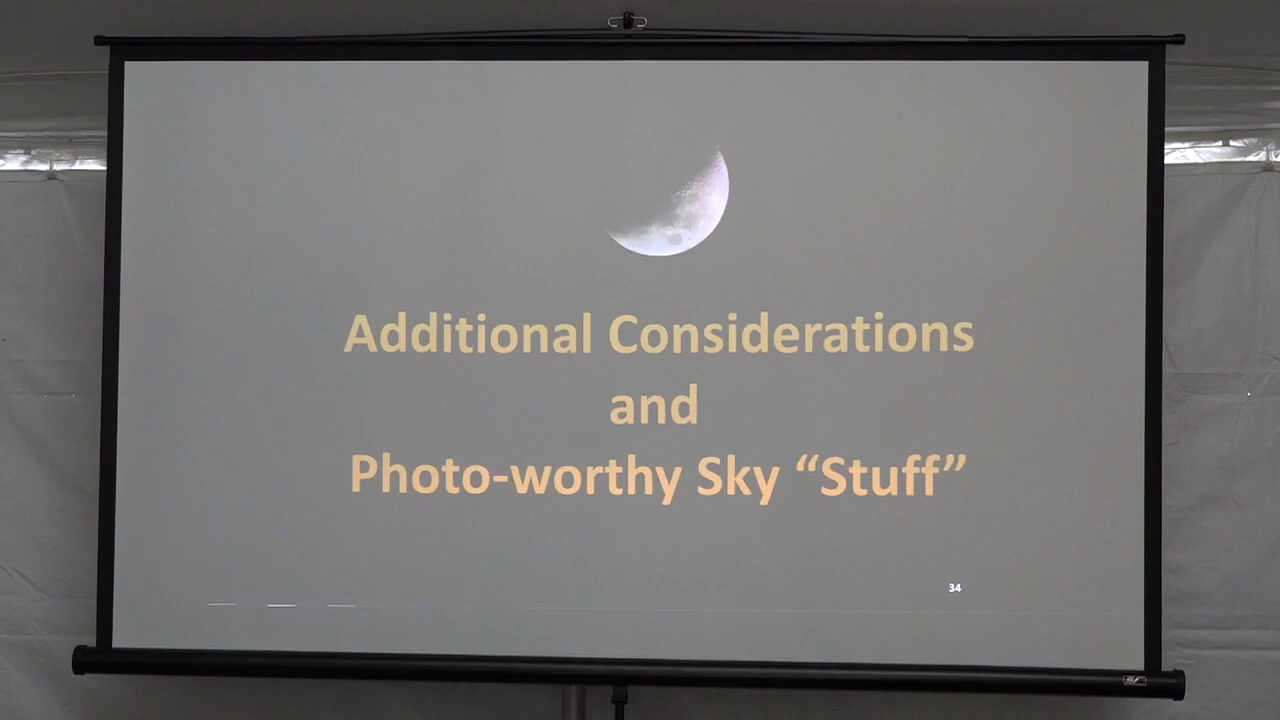 Additional Considerations
and
Photo-worthy Sky “Stuff”
34